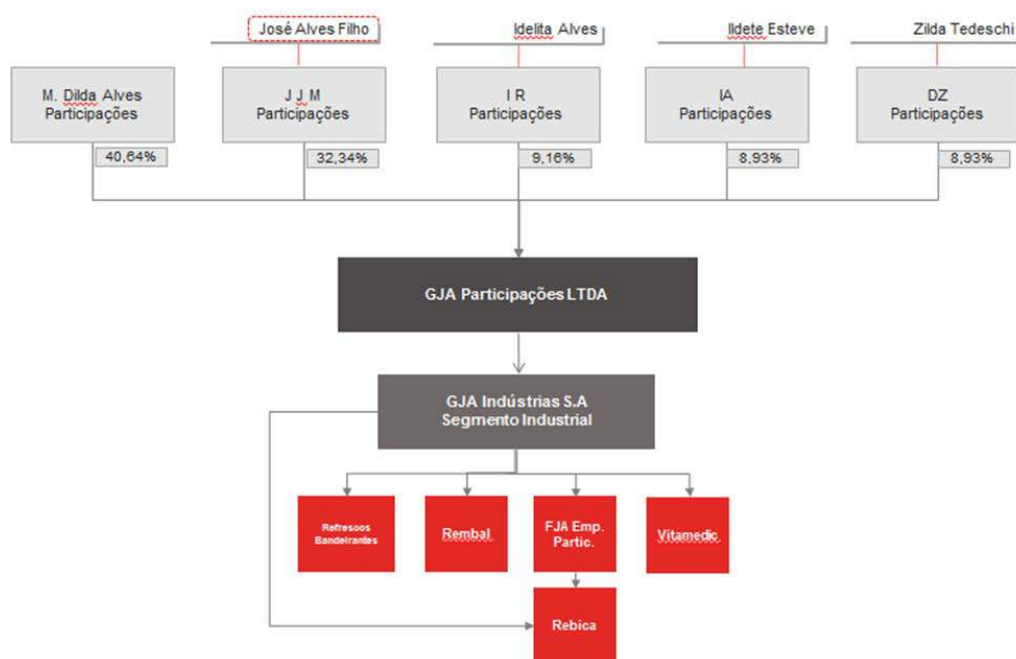 José Alves Filho
Idelita Alves
Ildete Esteve
Zilda Tedeschi
M. Dilda Alves
Participações
J J M
Participações
I R
Participações
IA
Participações
DZ
Participações
40,64%
32,34%
9,16%
8,93%
8,93%
GJA Participações LTDA
GJA Indústrias S.A
Segmento Industrial
Refrescos
Bandeirantes
Rembal
FJA Emp.
Partic.
Vitamedic
Rebica